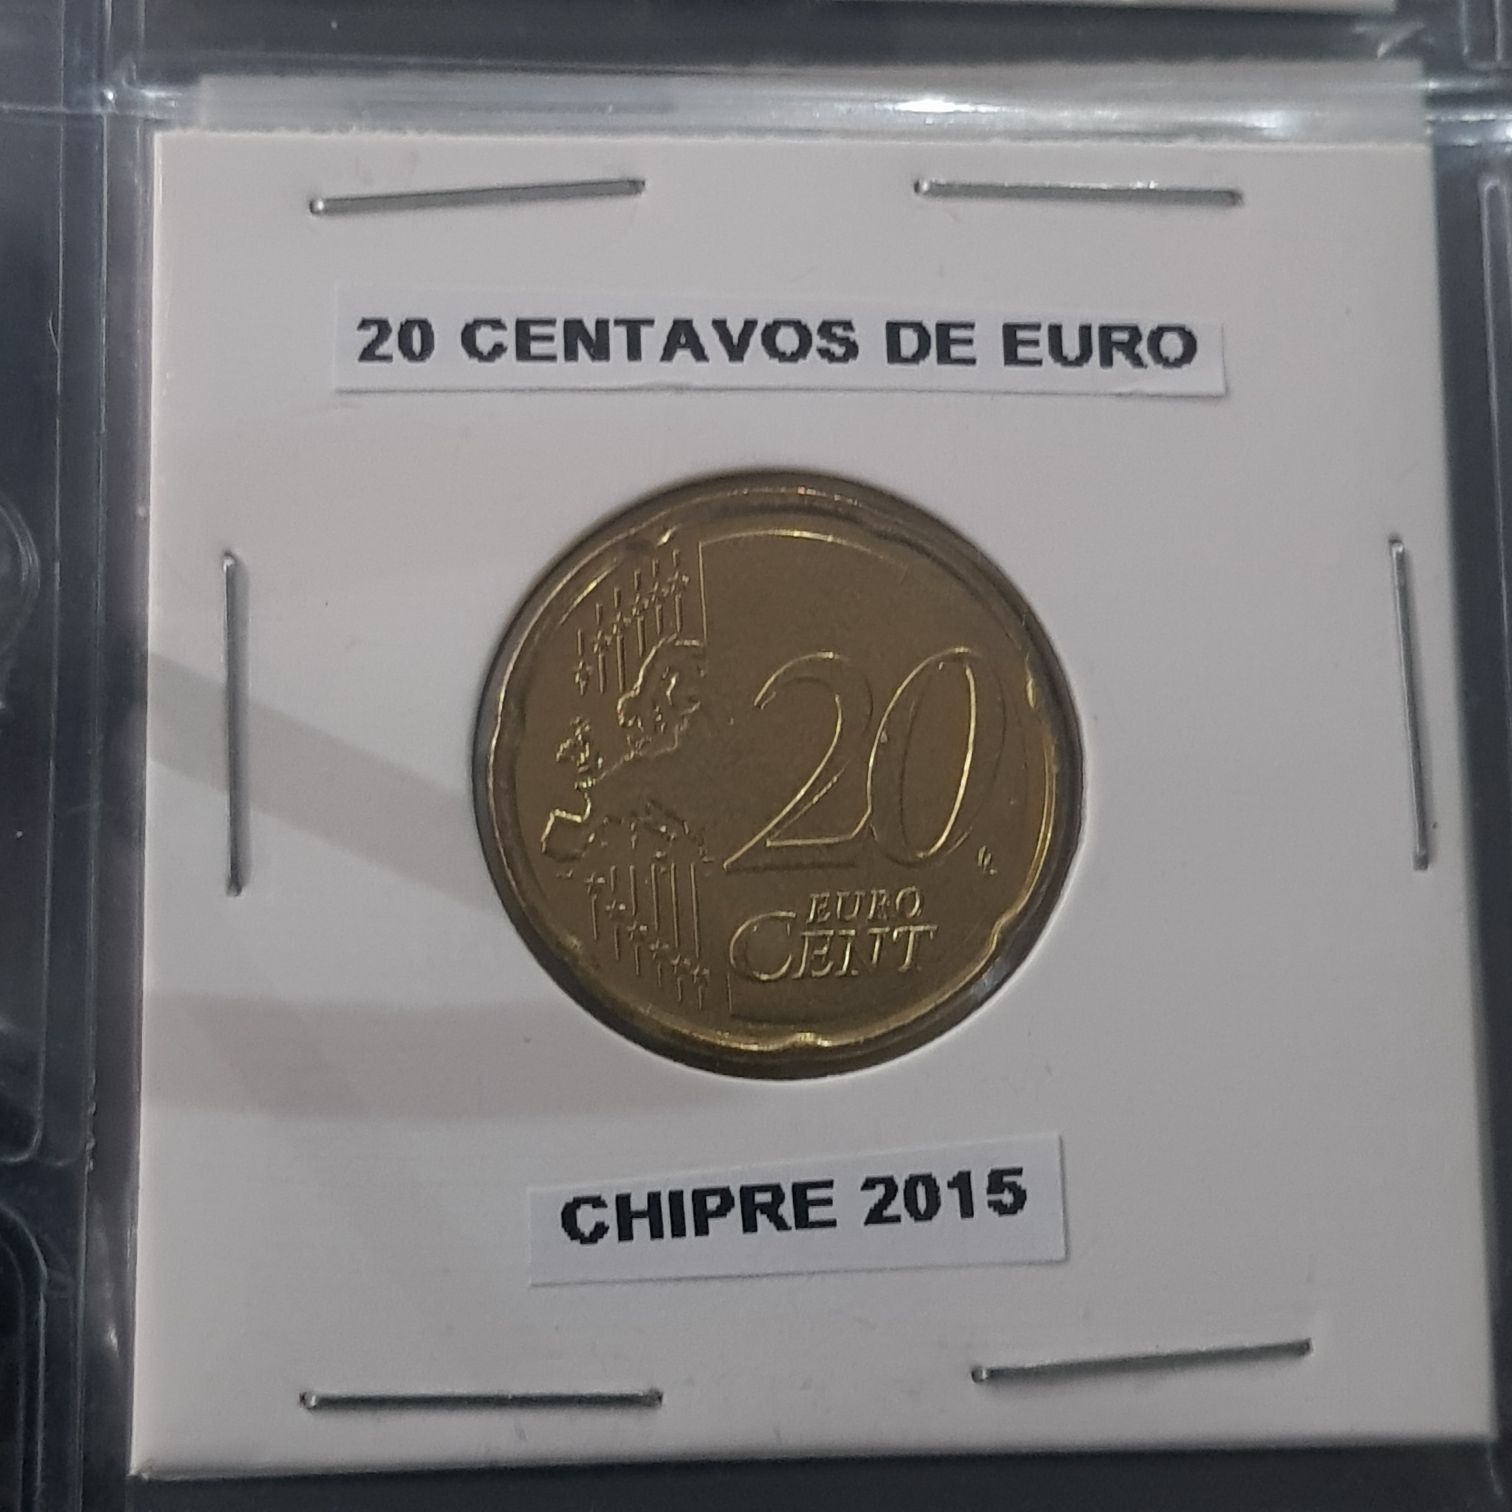 20 CENTAVOS DE EURO
20
EURO
CENT
CHIPRE 2015